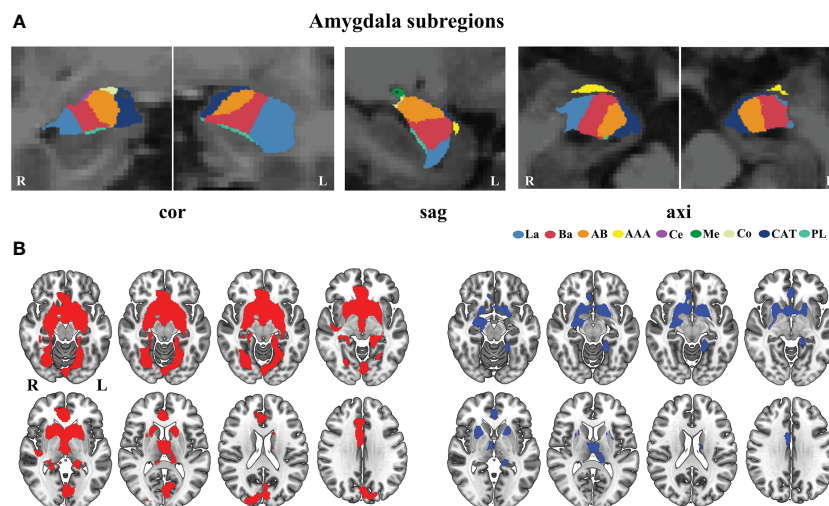 A
Amygdala subregions
R
L
L
R
cor
sag
axi
La Ba AB AAA Ce Me Co CAT PL
B
R L